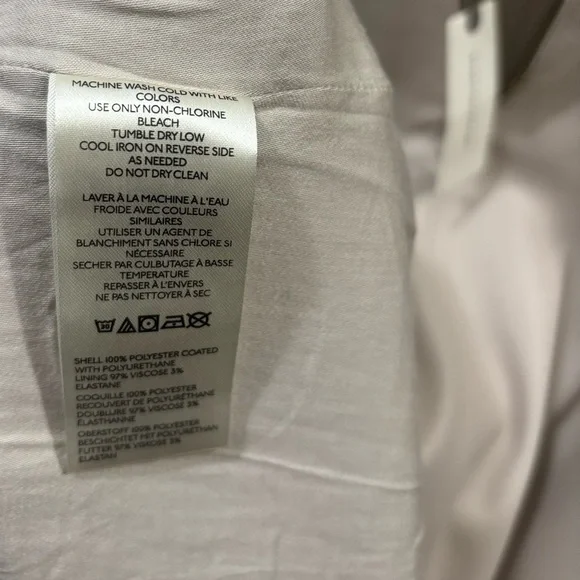 MACHINE WASH COLD WITH LIKE
COLORS
USE ONLY NON-CHLORINE
BLEACH
TUMBLE DRY LOW
COOL IRON ON REVERSE SIDE
AS NEEDED
DO NOT DRY CLEAN
LAVER À LA MACHINE À L'EAU
FROIDE AVEC COULEURS
SIMILAIRES
UTILISER UN AGENT DE
BLANCHIMENT SANS CHLORE SI
NÉCESSAIRE
SECHER PAR CULBUTAGE À BASSE
TEMPERATURE
REPASSER À L'ENVERS
NE PAS NETTOYER À SEC
30
SHELL 100% POLYESTER COATED
WITH POLYURETHANE
LINING 97% VISCOSE 3%
ELASTANE
COQUILLE 100% POLYESTER
RECOUVERT DE POLYURETHANE
DOUBLURE 97% VISCOSE 3%
ELASTHANNE
OBERSTOFF 100% POLYESTER
BESCHICHTET MIT POLYURETHAN
FUTTER 97% VISCOSE 3%
ELASTAN